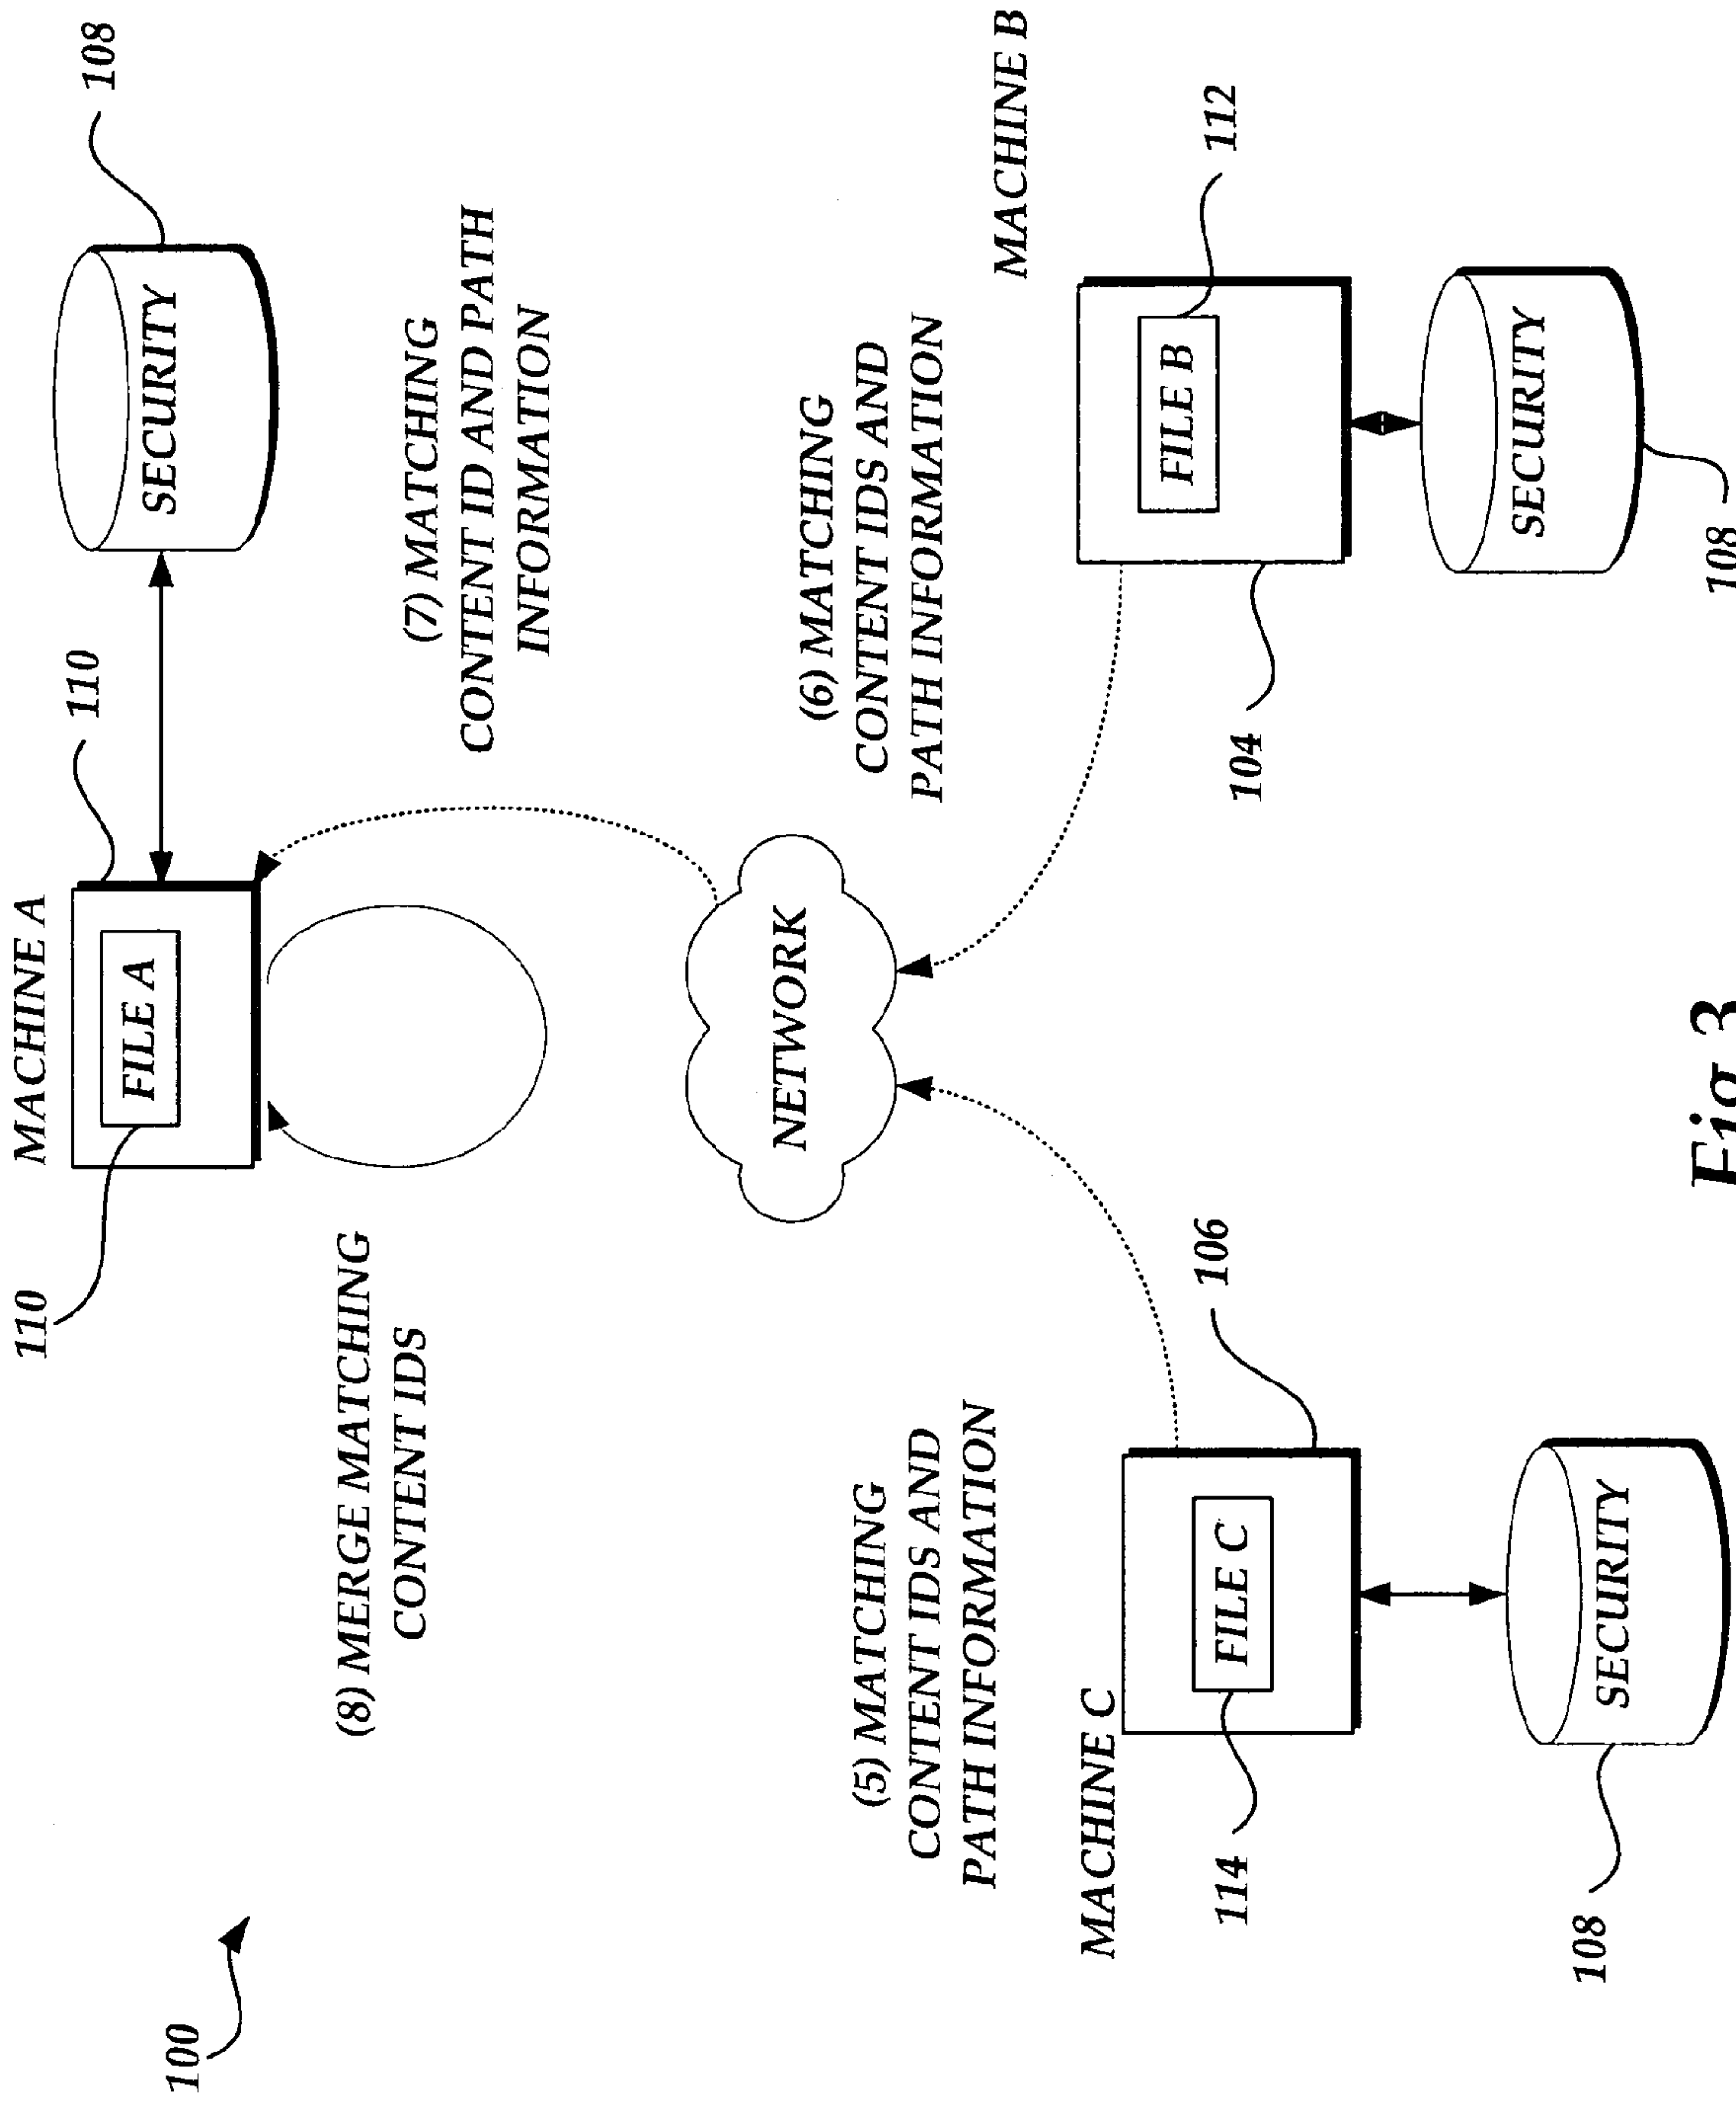 100
110
MACHINE A
FILE A
110
108
SECURITY
(8) MERGE MATCHING
CONTENT IDS
(7) MATCHING
CONTENT ID AND PATH
INFORMATION
NETWORK
(5) MATCHING
CONTENT IDS AND
PATH INFORMATION
(6) MATCHING
CONTENT IDS AND
PATH INFORMATION
MACHINE C
114
FILE C
106
108
SECURITY
MACHINE B
104
FILE B
112
SECURITY
108
Fig. 3